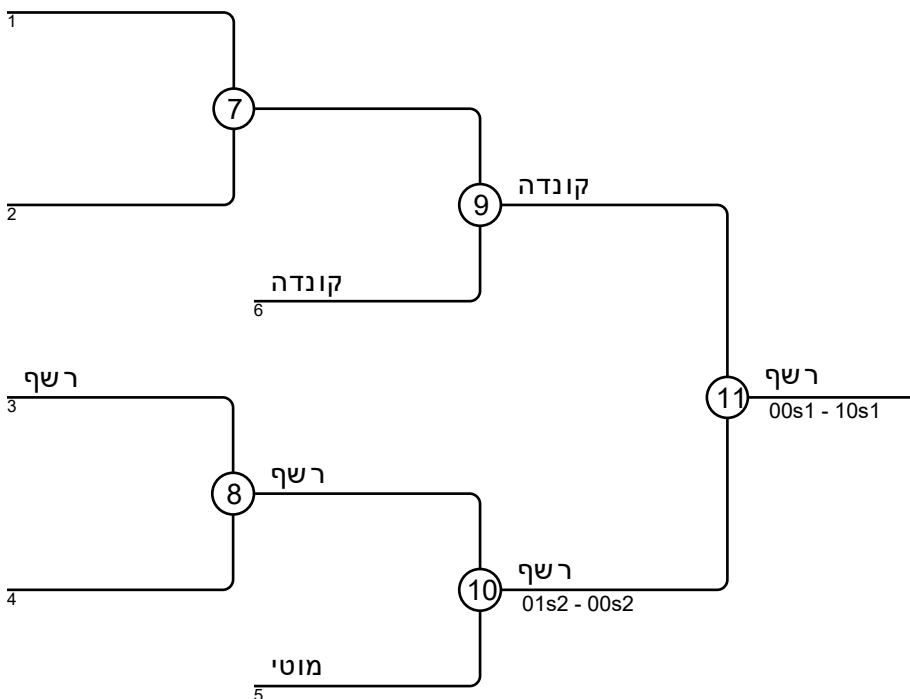 1
7
2
9
קונדה
קונדה
6
רשף
3
11
רשף
00s1 - 10s1
8
רשף
4
10
רשף
01s2 - 00s2
מוטי
5